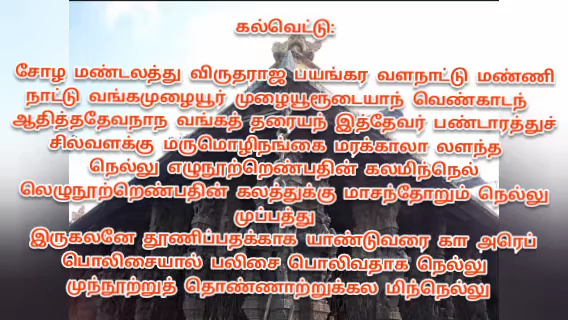 கல்வெட்டு:
சோழ மண்டலத்து விருதராஜ பயங்கர வளநாட்டு மண்ணி
நாட்டு வங்கமுழையூர் முழையூருடையாந் வெண்காடந்
ஆதித்ததேவநாந வங்கத் தரையந் இத்தேவர் பண்டாரத்துச்
சில்வளக்கு மருமொழிநங்கை மரக்காலா லளந்த
நெல்லு எழுநூற்றெண்பதின் கலமிந்நெல்
லெழுநூற்றெண்பதின் கலத்துக்கு மாசந்தோறும் நெல்லு
முப்பத்து
இருகலனே தூணிப்பதக்காக யாண்டுவரை கா அரெப்
பொலிசையால் பலிசை பொலிவதாக நெல்லு
முந்நூற்றுத் தொண்ணாற்றுக்கல மிந்நெல்லு